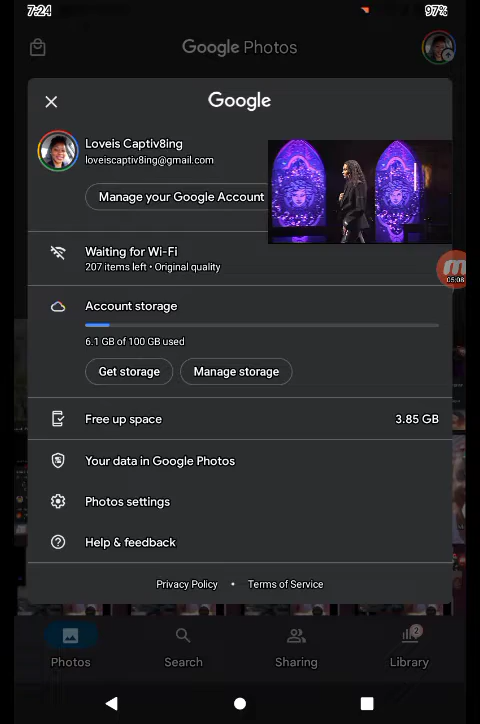 7:24
97%
Google Photos
Google
Loveis Captiv8ing
loveiscaptiv8ing@gmail.com
Manage your Google Account
Waiting for Wi-Fi
207 items left • Original quality
05:08
Account storage
6.1 GB of 100 GB used
Get storage
Manage storage
Free up space
3.85 GB
Your data in Google Photos
Photos settings
Help & feedback
Privacy Policy • Terms of Service
2
Photos
Search
Sharing
Library